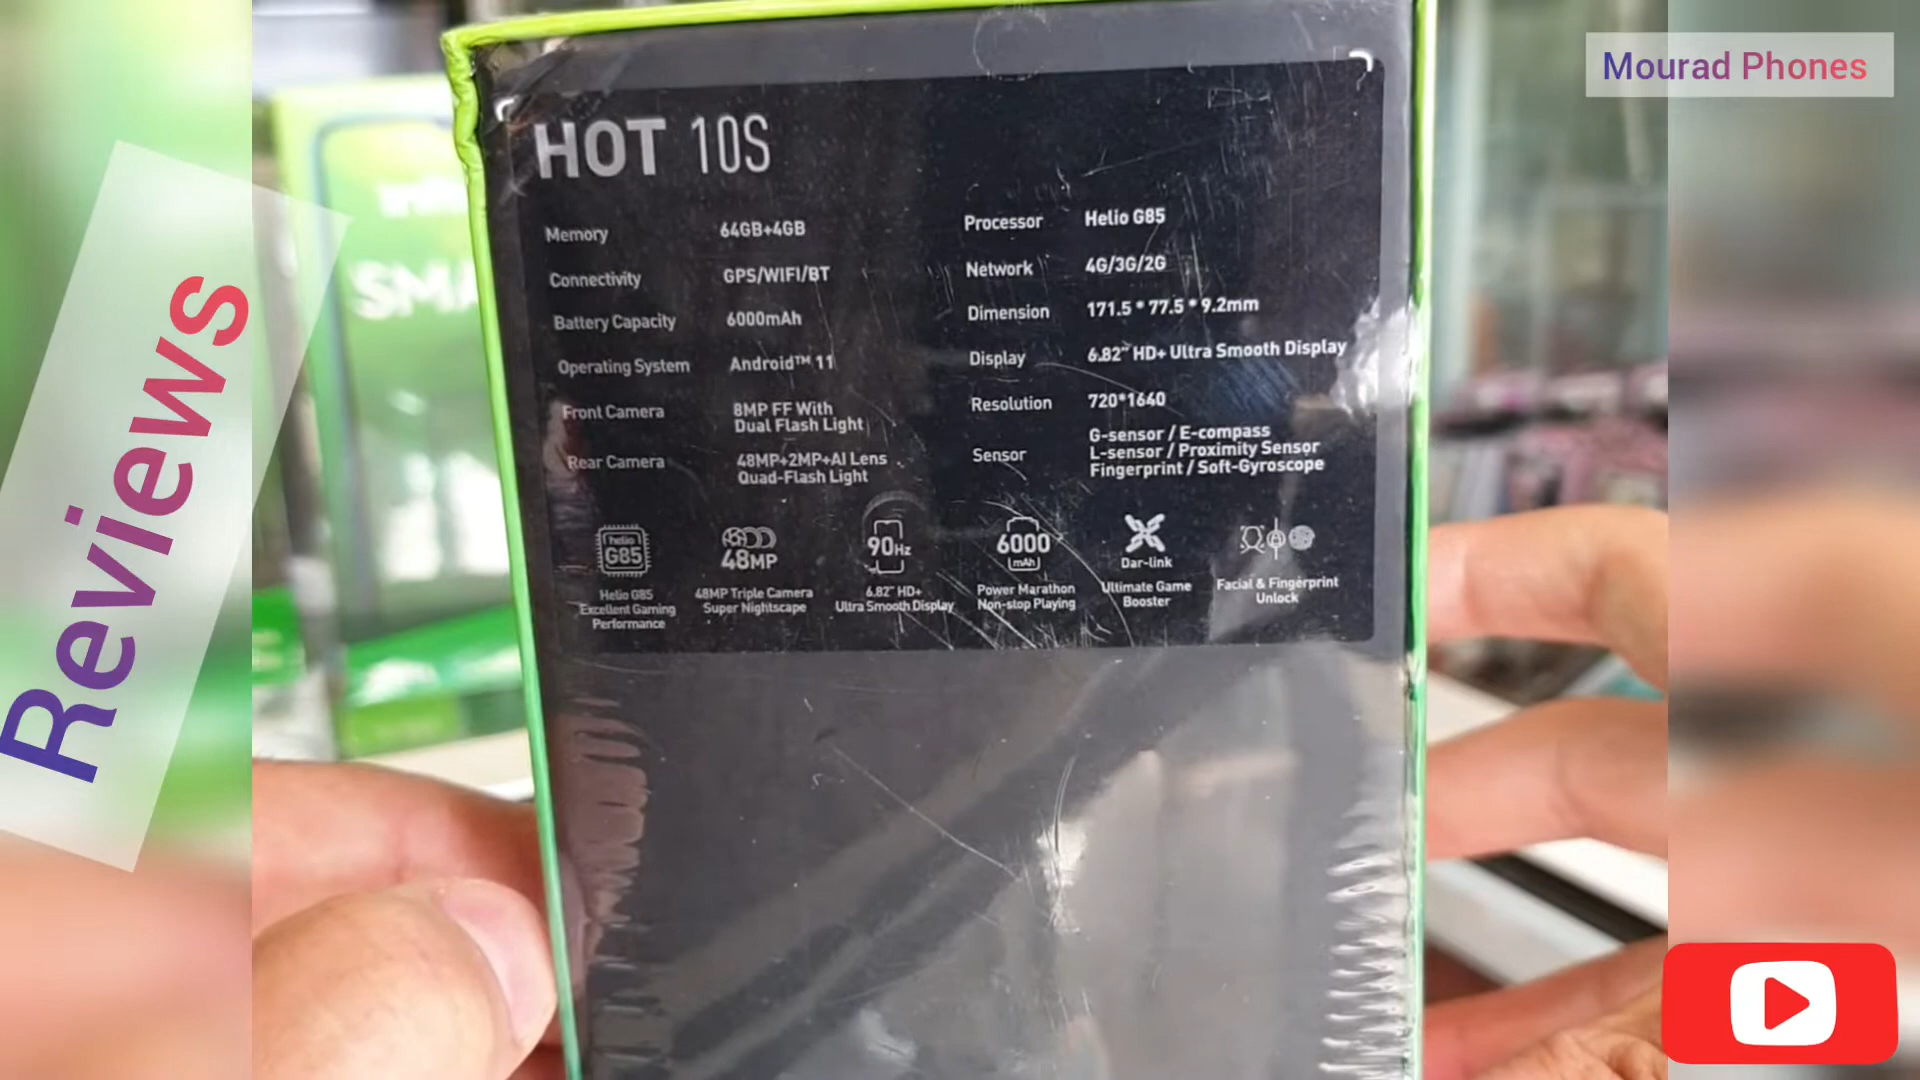 Mourad Phones
Reviews
HOT 10S
Memory 64GB+4GB
Connectivity GPS/WIFI/BT
Battery Capacity 6000mAh
Operating System Android™ 11
Front Camera 8MP FF With
Dual Flash Light
Rear Camera 48MP+2MP+AI Lens
Quad-Flash Light
Processor Helio G85
Network 4G/3G/2G
Dimension 171.5 * 77.5 * 9.2mm
Display 6.82" HD+ Ultra Smooth Display
Resolution 720*1640
Sensor G-sensor / E-compass
L-sensor / Proximity Sensor
Fingerprint / Soft-Gyroscope
helio
G85
Helio G85
Excellent Gaming
Performance
48MP
48MP Triple Camera
Super Nightscape
90Hz
6.82" HD+
Ultra Smooth Display
6000
mAh
Power Marathon
Non-stop Playing
Dar-link
Ultimate Game
Booster
Facial & Fingerprint
Unlock